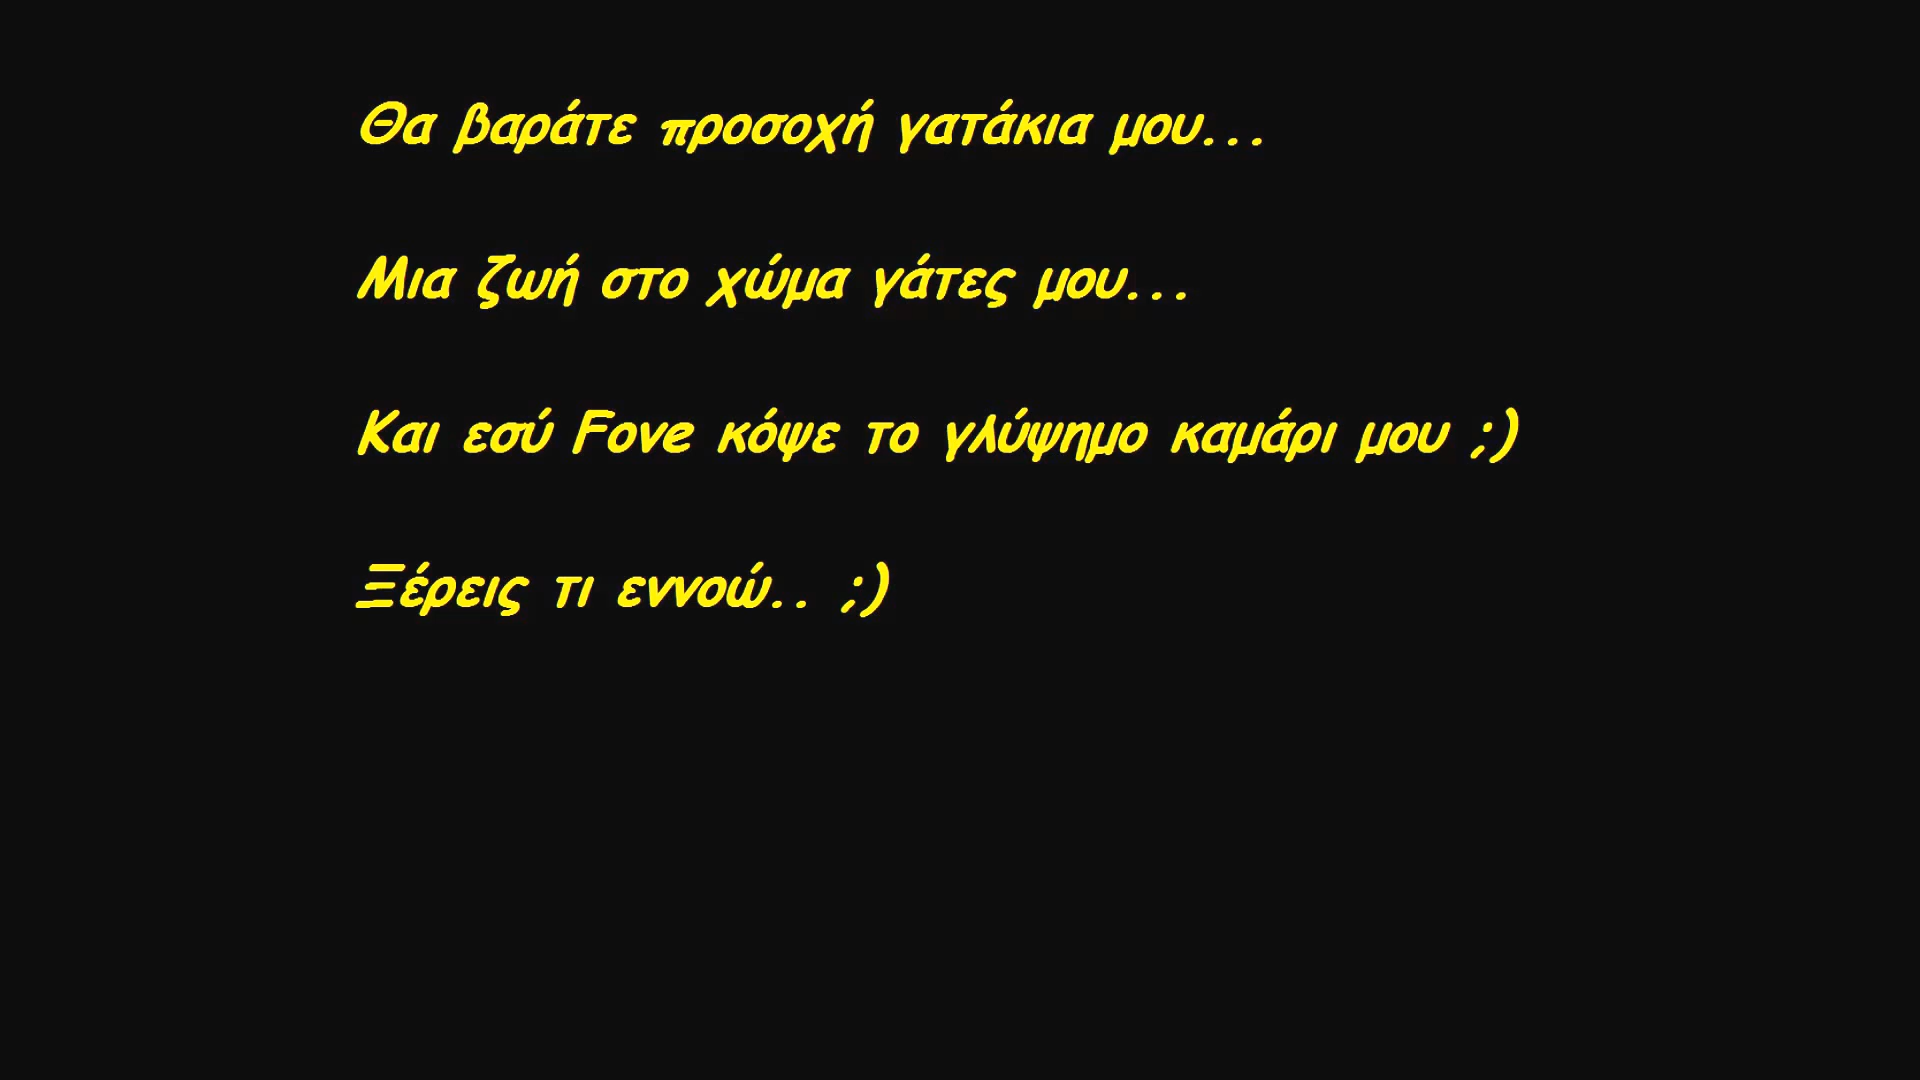 Θα βαράτε προσοχή γατάκια μου...
Μια ζωή στο χώμα γάτες μου...
Και εσύ Fove κόψε το γλύψημο καμάρι μου ;)
Ξέρεις τι εννοώ.. ;)